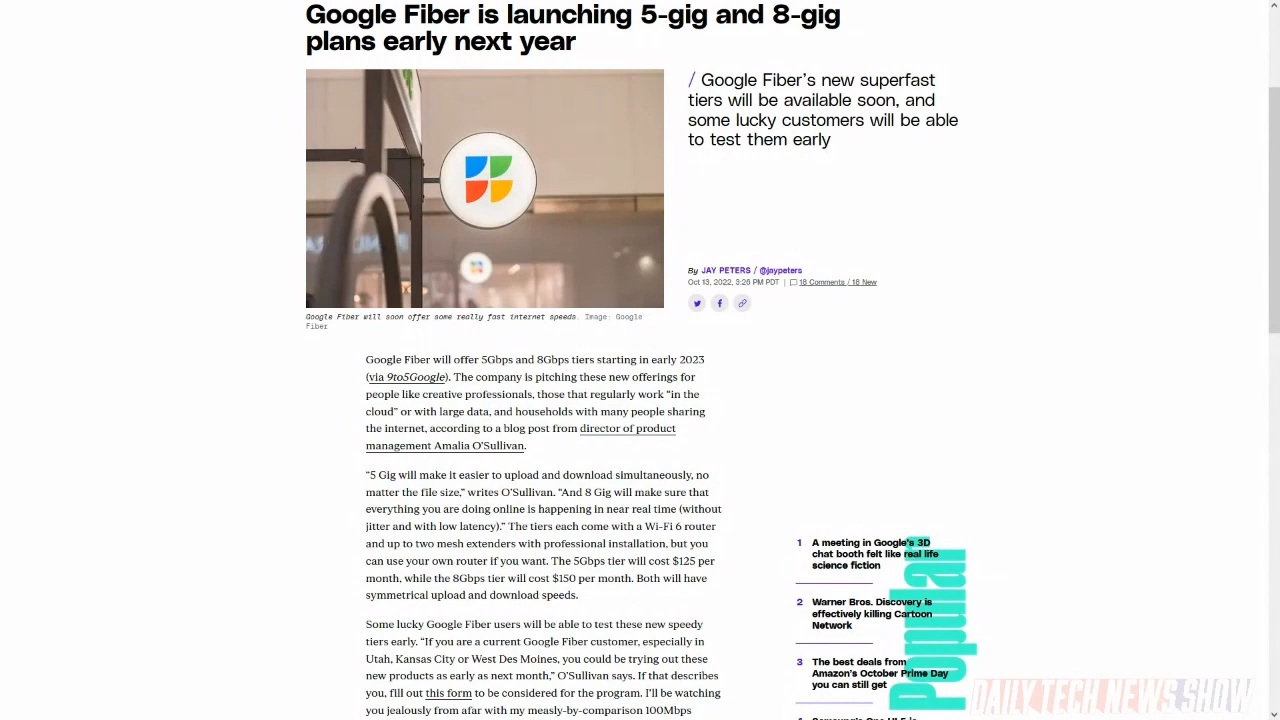 Google Fiber is launching 5-gig and 8-gig
plans early next year
/ Google Fiber’s new superfast
tiers will be available soon, and
some lucky customers will be able
to test them early
By JAY PETERS / @jaypeters
Oct 13, 2022, 3:26 PM PDT | 18 Comments / 18 New
Google Fiber will soon offer some really fast internet speeds. Image: Google
Fiber
Google Fiber will offer 5Gbps and 8Gbps tiers starting in early 2023
(via 9to5Google). The company is pitching these new offerings for
people like creative professionals, those that regularly work “in the
cloud” or with large data, and households with many people sharing
the internet, according to a blog post from director of product
management Amalia O’Sullivan.
“5 Gig will make it easier to upload and download simultaneously, no
matter the file size,” writes O’Sullivan. “And 8 Gig will make sure that
everything you are doing online is happening in near real time (without
jitter and with low latency).” The tiers each come with a Wi-Fi 6 router
and up to two mesh extenders with professional installation, but you
can use your own router if you want. The 5Gbps tier will cost $125 per
month, while the 8Gbps tier will cost $150 per month. Both will have
symmetrical upload and download speeds.
Some lucky Google Fiber users will be able to test these new speedy
tiers early. “If you are a current Google Fiber customer, especially in
Utah, Kansas City or West Des Moines, you could be trying out these
new products as early as next month,” O’Sullivan says. If that describes
you, fill out this form to be considered for the program. I’ll be watching
you jealously from afar with my measly-by-comparison 100Mbps
Popular
1 A meeting in Google’s 3D
chat booth felt like real life
science fiction
2 Warner Bros. Discovery is
effectively killing Cartoon
Network
3 The best deals from
Amazon’s October Prime Day
you can still get
DAILY TECH NEWS SHOW